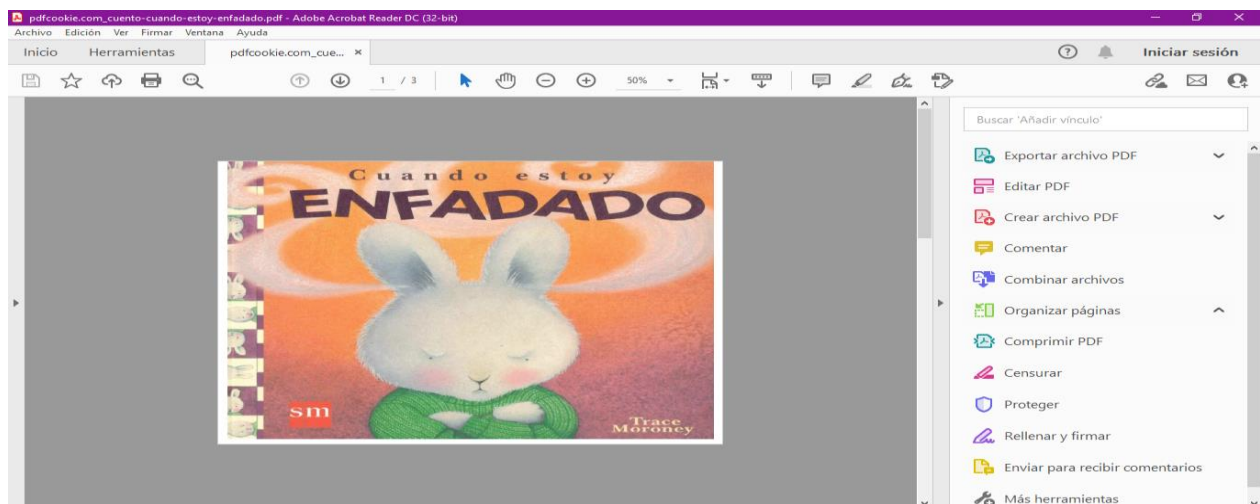 pdfcookie.com_cuento-cuando-estoy-enfadado.pdf - Adobe Acrobat Reader DC (32-bit)
Archivo Edición Ver Firmar Ventana Ayuda
Inicio Herramientas pdfcookie.com_cue... × Iniciar sesión
1 / 3 50%
Buscar 'Añadir vínculo'
Exportar archivo PDF
Editar PDF
Crear archivo PDF
Comentar
Combinar archivos
Organizar páginas
Comprimir PDF
Censurar
Proteger
Rellenar y firmar
Enviar para recibir comentarios
Más herramientas
Cuando estoy
ENFADADO
sm
Trace
Moroney